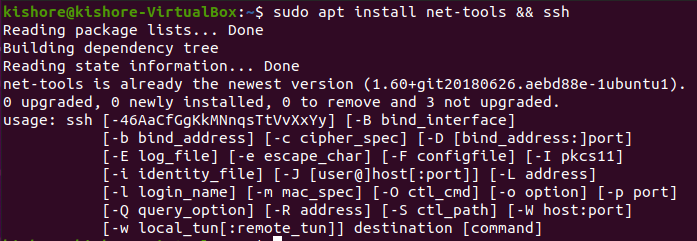 kishore@kishore-VirtualBox:~$ sudo apt install net-tools && ssh
Reading package lists... Done
Building dependency tree
Reading state information... Done
net-tools is already the newest version (1.60+git20180626.aebd88e-1ubuntu1).
0 upgraded, 0 newly installed, 0 to remove and 3 not upgraded.
usage: ssh [-46AaCfGgKkMNnqsTtVvXxYy] [-B bind_interface]
           [-b bind_address] [-c cipher_spec] [-D [bind_address:]port]
           [-E log_file] [-e escape_char] [-F configfile] [-I pkcs11]
           [-i identity_file] [-J [user@]host[:port]] [-L address]
           [-l login_name] [-m mac_spec] [-O ctl_cmd] [-o option] [-p port]
           [-Q query_option] [-R address] [-S ctl_path] [-W host:port]
           [-w local_tun[:remote_tun]] destination [command]